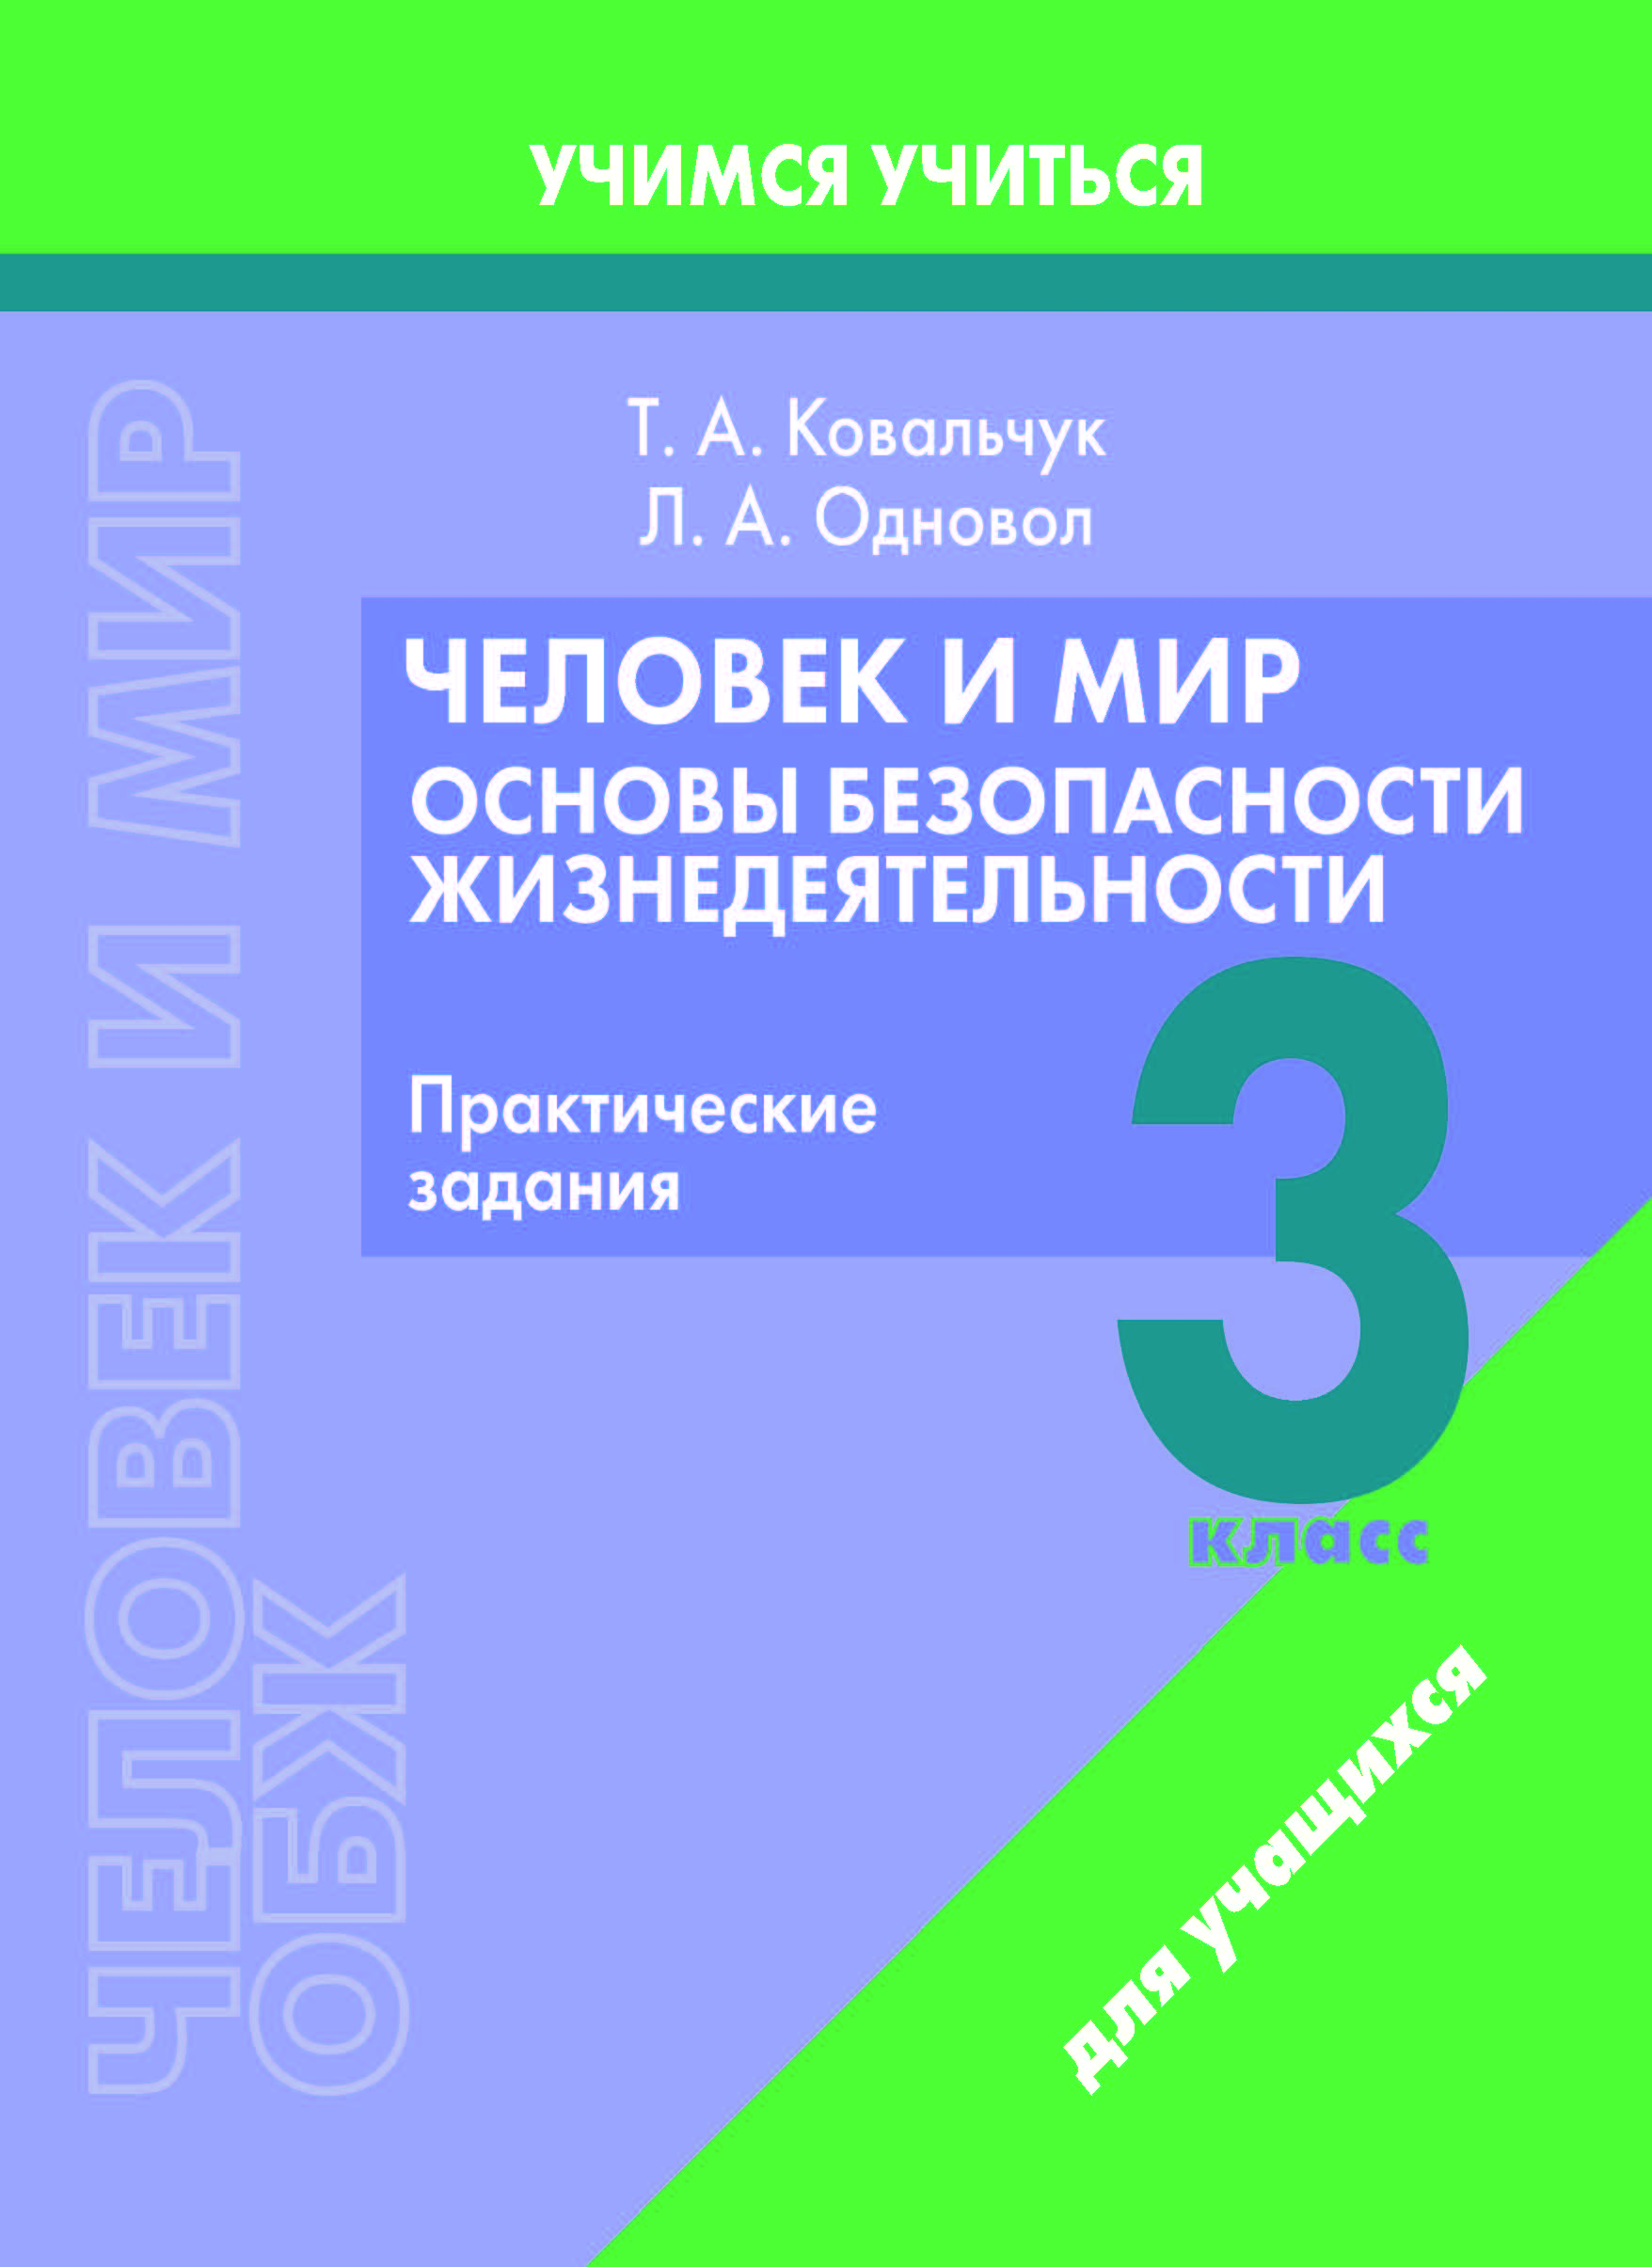 УЧИМСЯ УЧИТЬСЯ
Т. А. Ковальчук
Л. А. Одновол
ЧЕЛОВЕК И МИР
ОСНОВЫ БЕЗОПАСНОСТИ
ЖИЗНЕДЕЯТЕЛЬНОСТИ
Практические
задания
3
класс
для учащихся
ЧЕЛОВЕК И МИР
ОБЖ